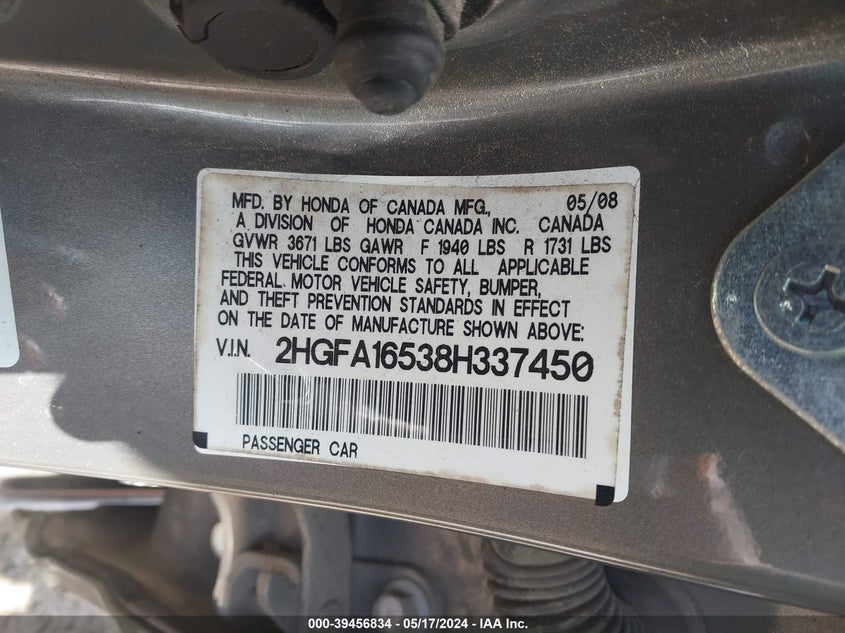 MFD. BY HONDA OF CANADA MFG., 05/08
A DIVISION OF HONDA CANADA INC. CANADA
GVWR 3671 LBS GAWR F 1940 LBS R 1731 LBS
THIS VEHICLE CONFORMS TO ALL APPLICABLE
FEDERAL MOTOR VEHICLE SAFETY, BUMPER,
AND THEFT PREVENTION STANDARDS IN EFFECT
ON THE DATE OF MANUFACTURE SHOWN ABOVE:
V.I.N. 2HGFA16538H337450
PASSENGER CAR
000-39456834 - 05/17/2024 - IAA Inc.